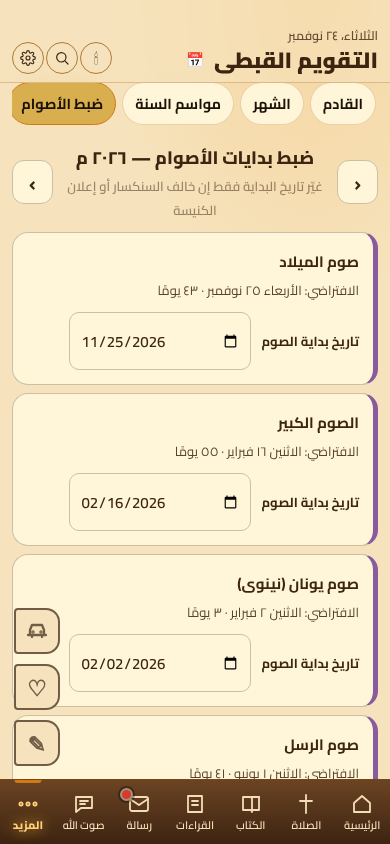 الثلاثاء، ٢٤ نوفمبر
التقويم القبطى 📅
القادم
الشهر
مواسم السنة
ضبط الأصوام
ضبط بدايات الأصوام — ٢٠٢٦ م
غيّر تاريخ البداية فقط إن خالف السنكسار أو إعلان
الكنيسة
صوم الميلاد
الافتراضي: الأربعاء ٢٥ نوفمبر · ٤٣ يومًا
تاريخ بداية الصوم
11/25/2026
الصوم الكبير
الافتراضي: الاثنين ١٦ فبراير · ٥٥ يومًا
تاريخ بداية الصوم
02/16/2026
صوم يونان (نينوى)
الافتراضي: الاثنين ٢ فبراير · ٣ يومًا
تاريخ بداية الصوم
02/02/2026
صوم الرسل
الافتراضي: الاثنين ١ يونيو · ٤١ يومًا
الرئيسية
الصلاة
الكتاب
القراءات
رسالة
صوت الله
المزيد